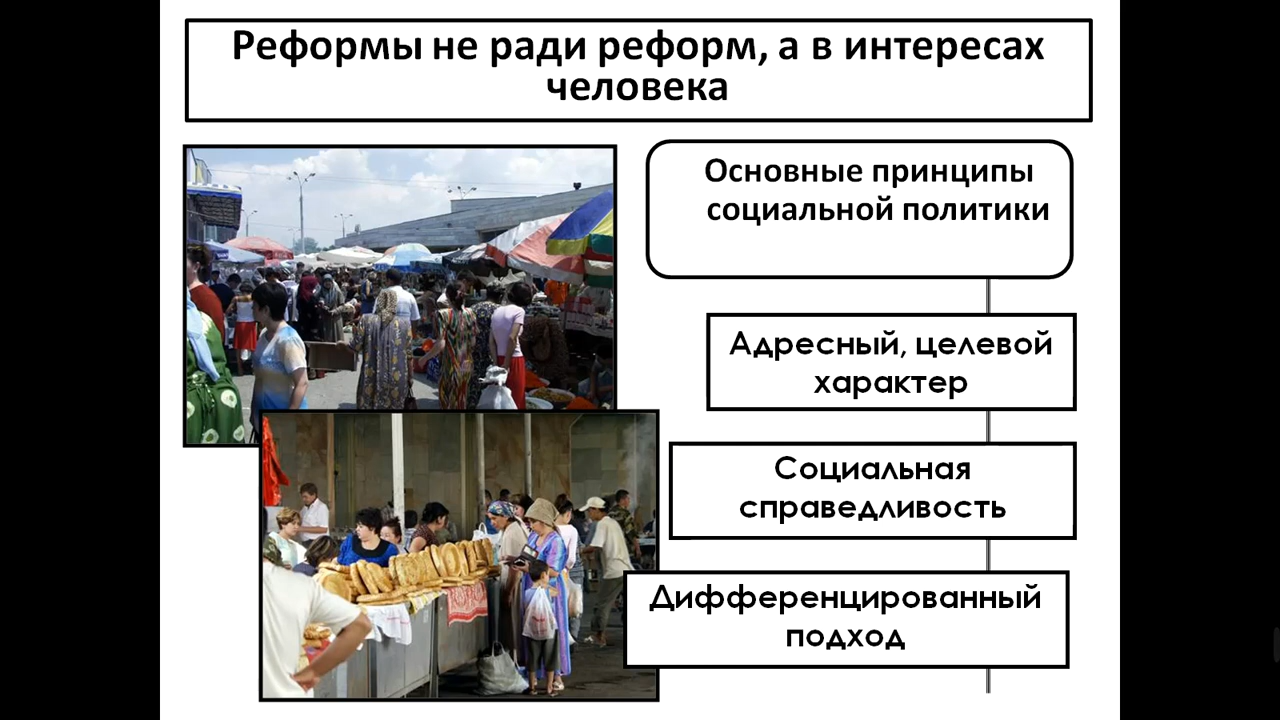 Реформы не ради реформ, а в интересах
человека
Основные принципы
социальной политики
Адресный, целевой
характер
Социальная
справедливость
Дифференцированный
подход